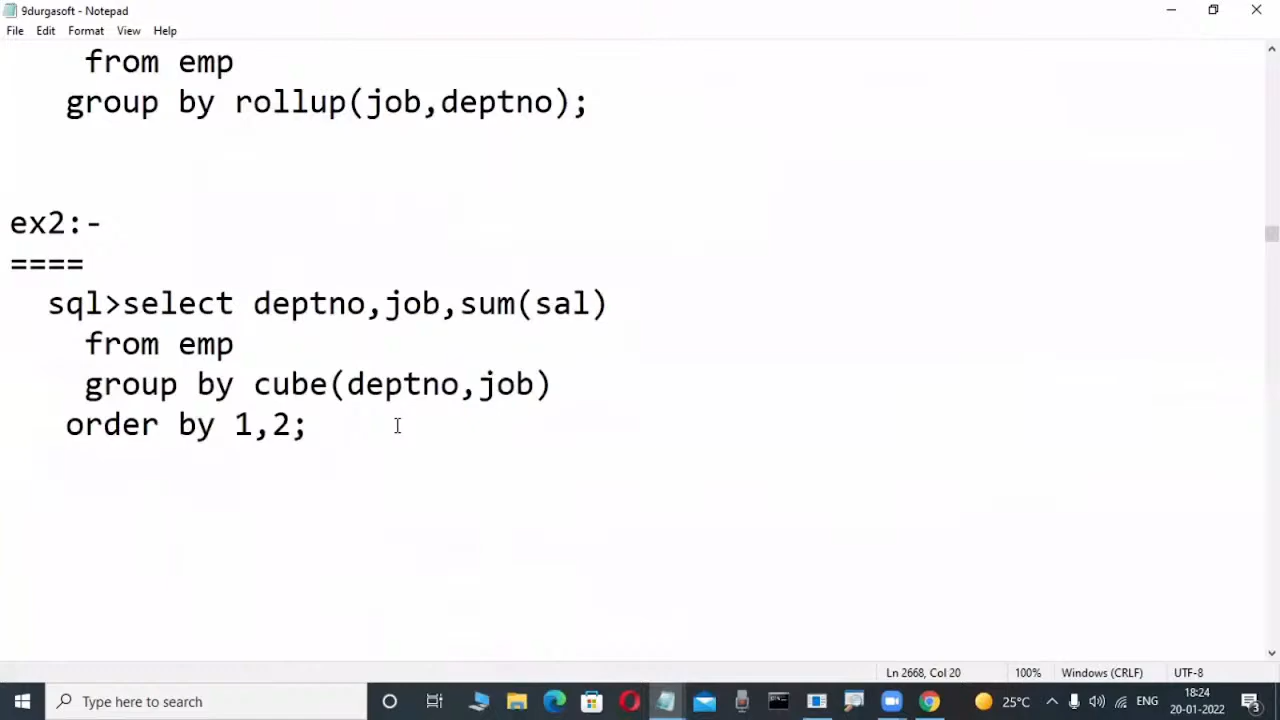 9durgasoft - Notepad
File Edit Format View Help
from emp
group by rollup(job,deptno);
ex2:-
====
sql>select deptno,job,sum(sal)
from emp
group by cube(deptno,job)
order by 1,2;
Ln 2668, Col 20 100% Windows (CRLF) UTF-8
Type here to search
25°C ENG
18:24
20-01-2022
3